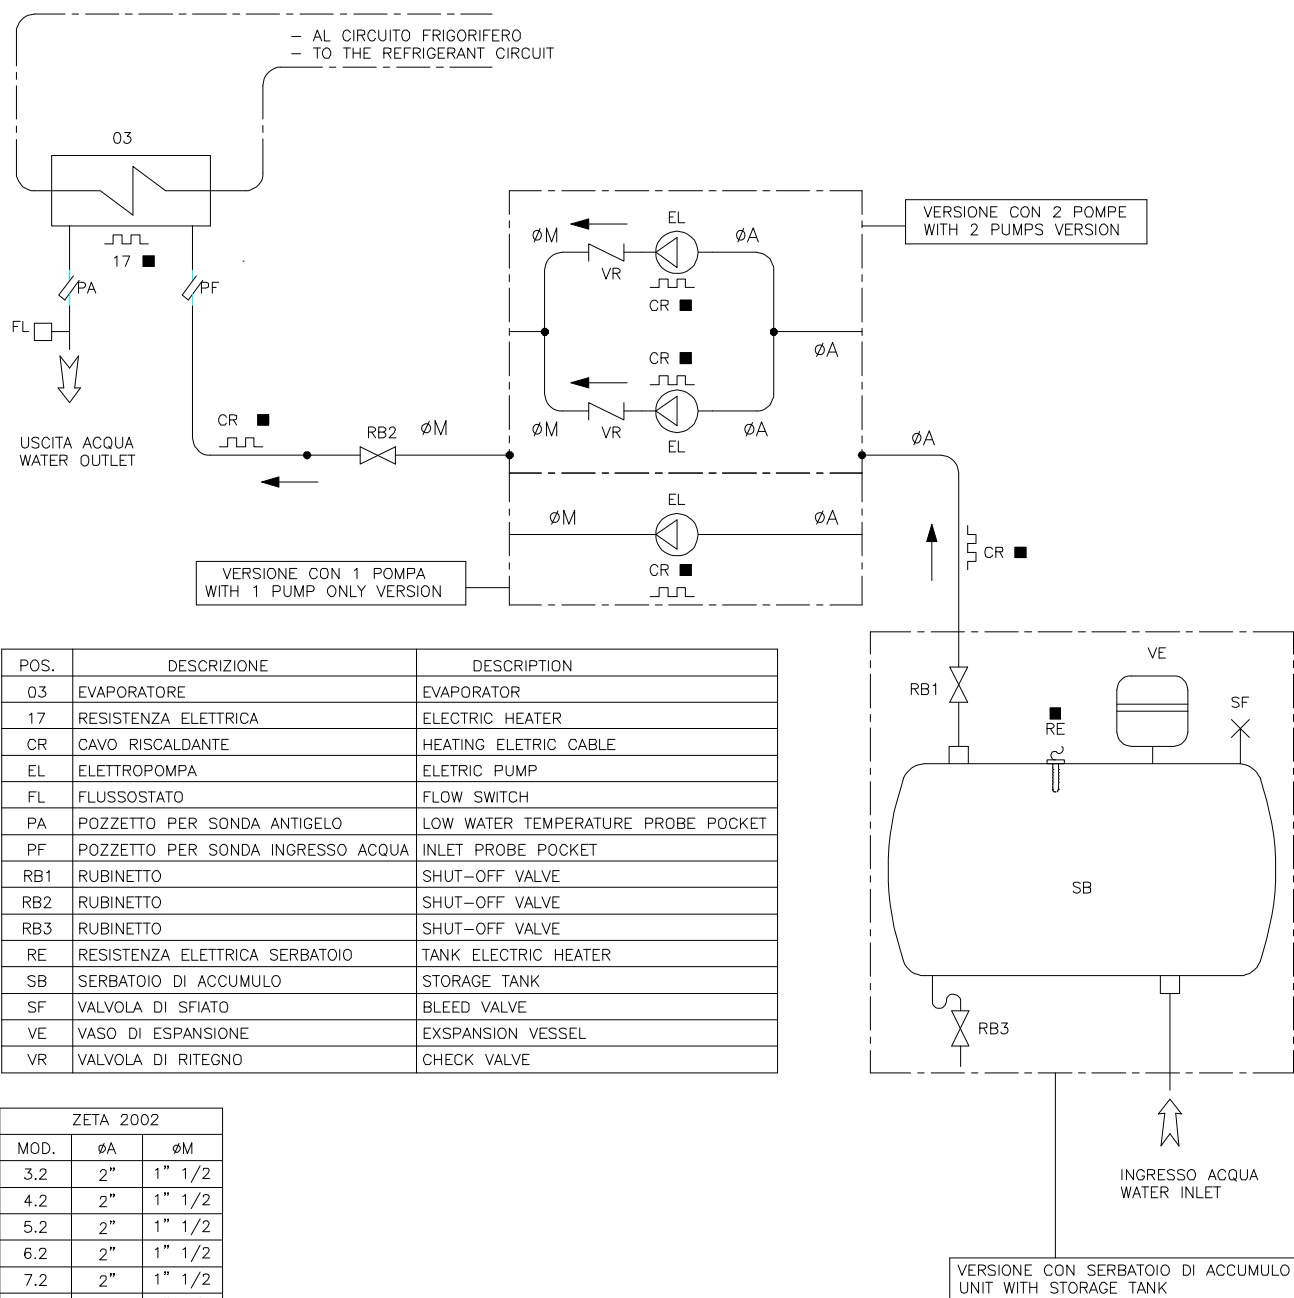 – AL CIRCUITO FRIGORIFERO
– TO THE REFRIGERANT CIRCUIT
03
17
PA
PF
FL
USCITA ACQUA
WATER OUTLET
CR
RB2
øM
EL
øM
øA
VR
CR
øA
CR
øM
VR
EL
øA
VERSIONE CON 2 POMPE
WITH 2 PUMPS VERSION
øA
EL
øM
øA
CR
CR
VERSIONE CON 1 POMPA
WITH 1 PUMP ONLY VERSION
RB1
RE
VE
SF
SB
RB3
INGRESSO ACQUA
WATER INLET
VERSIONE CON SERBATOIO DI ACCUMULO
UNIT WITH STORAGE TANK
POS. DESCRIZIONE DESCRIPTION
03 EVAPORATORE EVAPORATOR
17 RESISTENZA ELETTRICA ELECTRIC HEATER
CR CAVO RISCALDANTE HEATING ELETRIC CABLE
EL ELETTROPOMPA ELETRIC PUMP
FL FLUSSOSTATO FLOW SWITCH
PA POZZETTO PER SONDA ANTIGELO LOW WATER TEMPERATURE PROBE POCKET
PF POZZETTO PER SONDA INGRESSO ACQUA INLET PROBE POCKET
RB1 RUBINETTO SHUT–OFF VALVE
RB2 RUBINETTO SHUT–OFF VALVE
RB3 RUBINETTO SHUT–OFF VALVE
RE RESISTENZA ELETTRICA SERBATOIO TANK ELECTRIC HEATER
SB SERBATOIO DI ACCUMULO STORAGE TANK
SF VALVOLA DI SFIATO BLEED VALVE
VE VASO DI ESPANSIONE EXSPANSION VESSEL
VR VALVOLA DI RITEGNO CHECK VALVE
ZETA 2002
MOD. øA øM
3.2 2" 1" 1/2
4.2 2" 1" 1/2
5.2 2" 1" 1/2
6.2 2" 1" 1/2
7.2 2" 1" 1/2